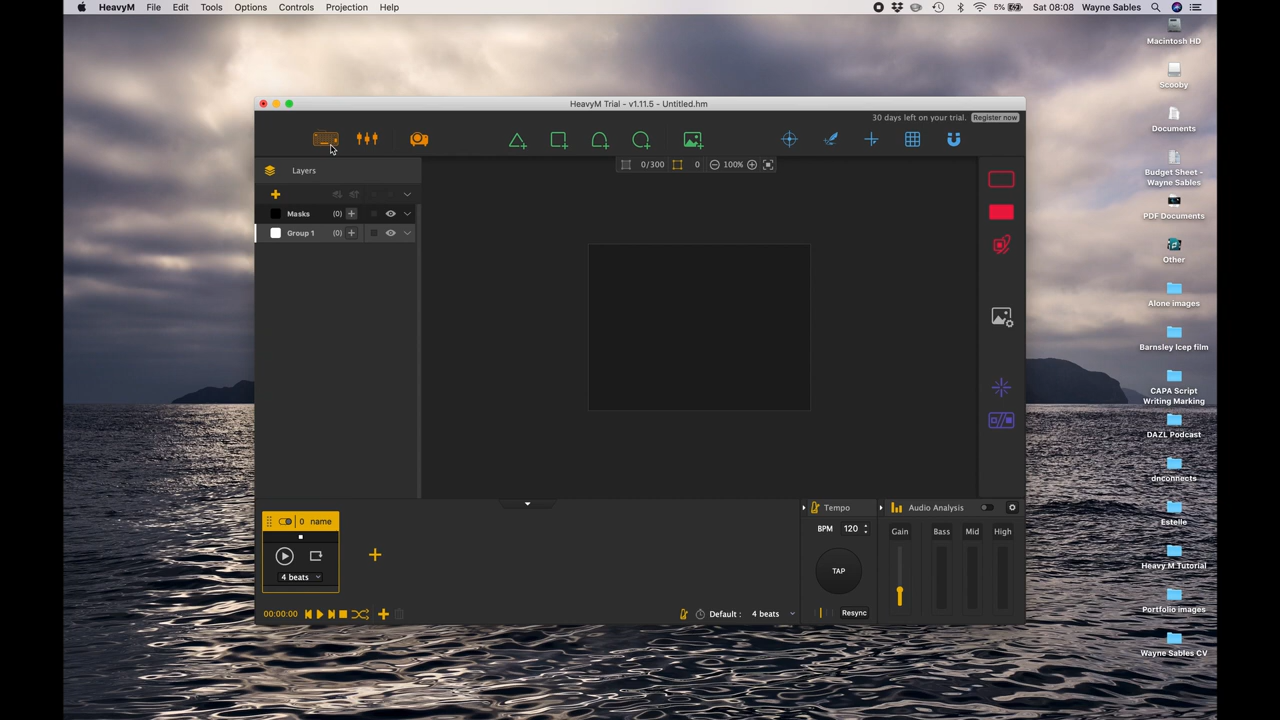 HeavyM File Edit Tools Options Controls Projection Help 5% Sat 08:08 Wayne Sables
HeavyM Trial - v1.11.5 - Untitled.hm
30 days left on your trial. Register now
0/300 0 100%
Layers
Masks (0)
Group 1 (0)
0 name
4 beats
00:00:00
Default : 4 beats
Tempo
BPM 120
TAP
Resync
Audio Analysis
Gain Bass Mid High
Macintosh HD
Scooby
Documents
Budget Sheet -
Wayne Sables
PDF Documents
Other
Alone images
Barnsley Icep film
CAPA Script
Writing Marking
DAZL Podcast
dnconnects
Estelle
Heavy M Tutorial
Portfolio images
Wayne Sables CV